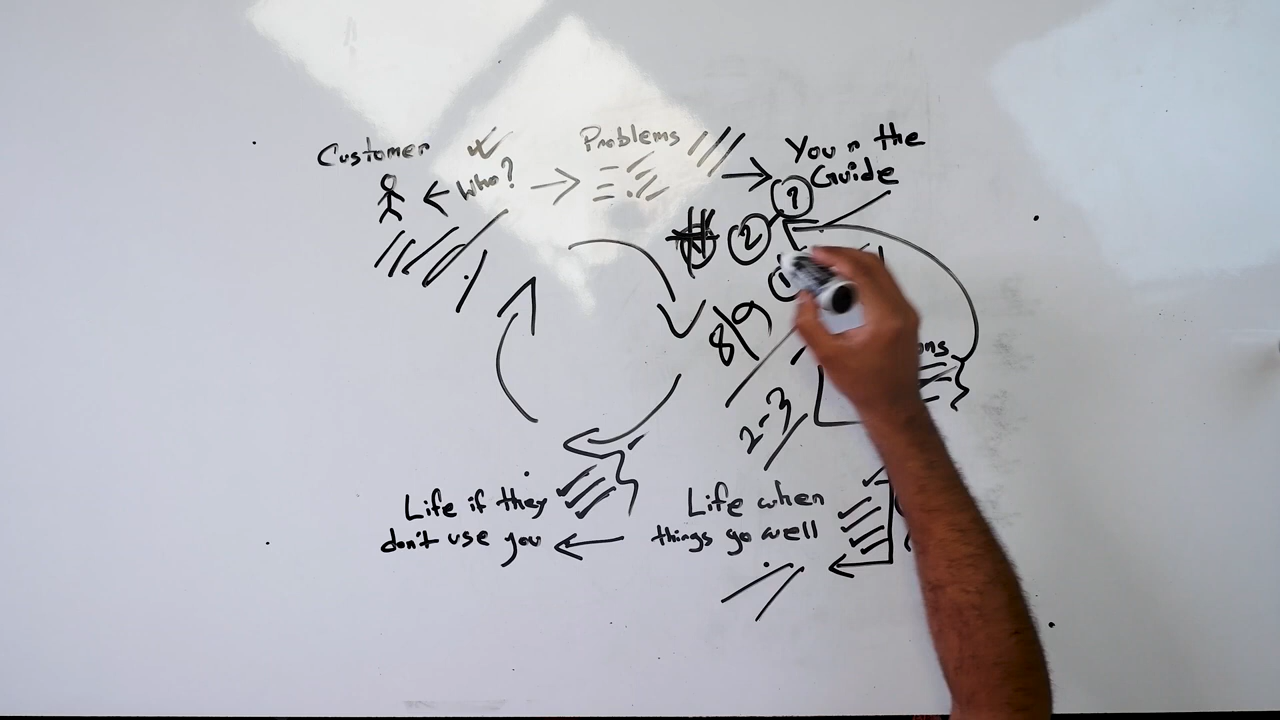 Customer
Who?
Problems
You r the
Guide
?
2
8/9
2-3
Life if they
don't use you
Life when
things go well